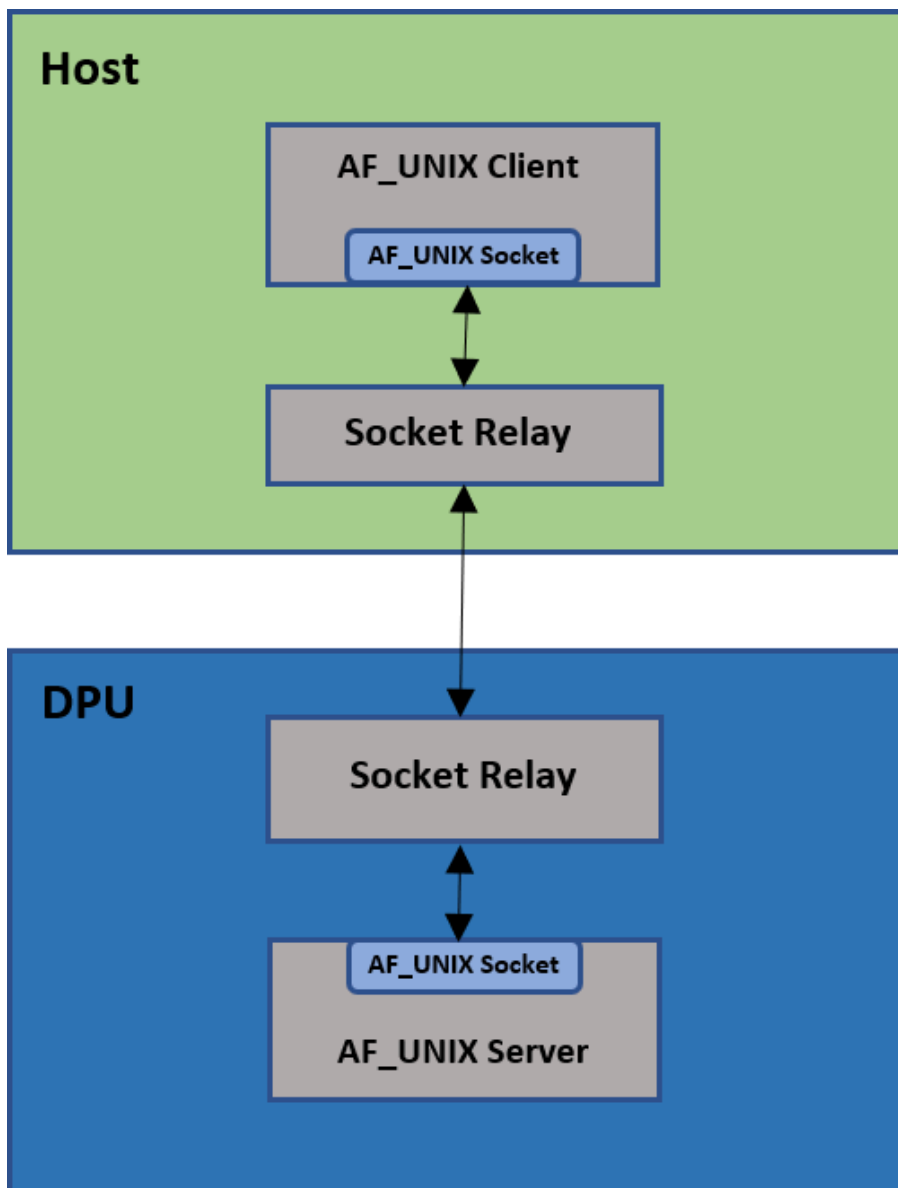 Host
AF_UNIX Client
AF_UNIX Socket
Socket Relay
DPU
Socket Relay
AF_UNIX Socket
AF_UNIX Server